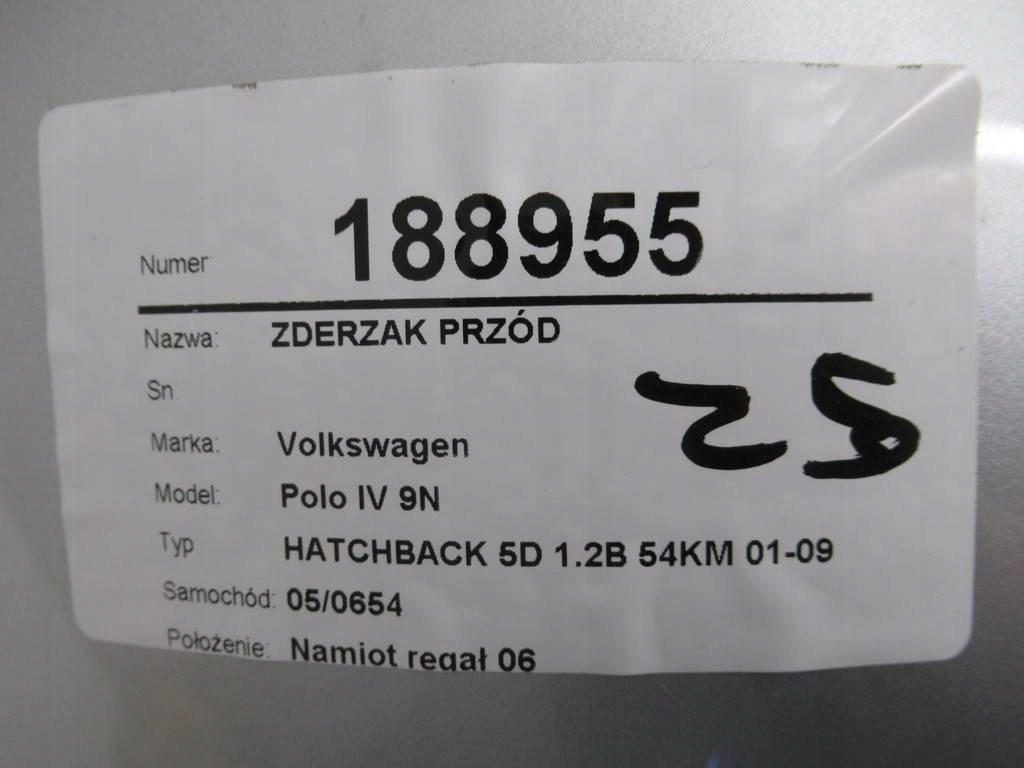 Numer 188955
Nazwa: ZDERZAK PRZÓD
Sn
25
Marka: Volkswagen
Model: Polo IV 9N
Typ HATCHBACK 5D 1.2B 54KM 01-09
Samochód: 05/0654
Położenie: Namiot regał 06